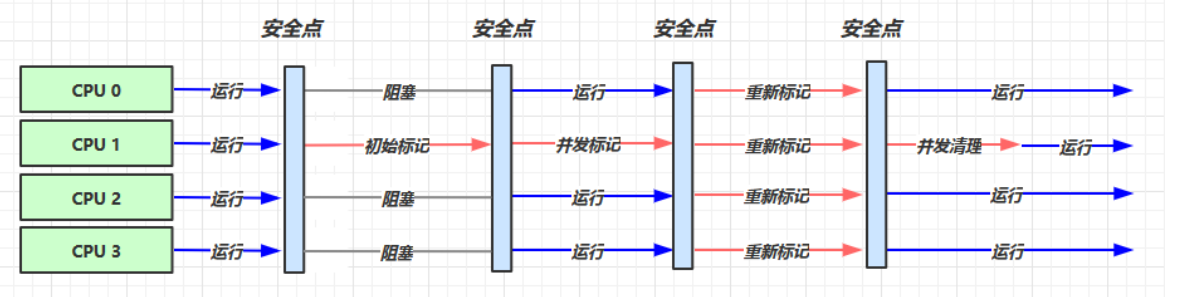 安全点 安全点 安全点 安全点
CPU 0 运行 阻塞 运行 重新标记 运行
CPU 1 运行 初始标记 并发标记 重新标记 并发清理 运行
CPU 2 运行 阻塞 运行 重新标记 运行
CPU 3 运行 阻塞 运行 重新标记 运行